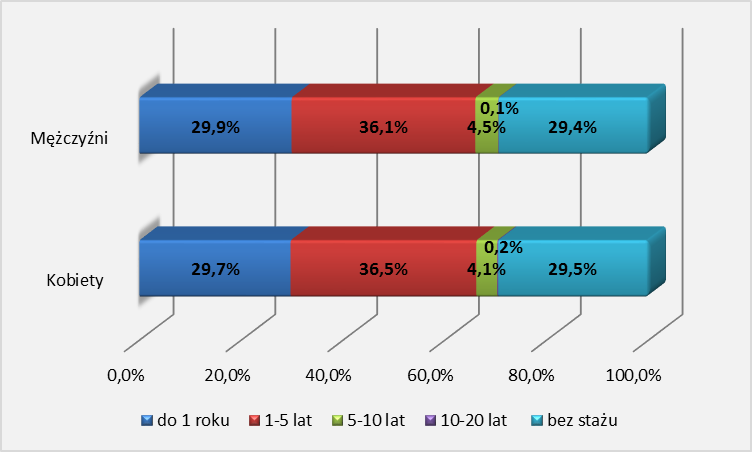 Mężczyźni
0,1%
29,9% 36,1% 4,5% 29,4%
Kobiety
0,2%
29,7% 36,5% 4,1% 29,5%
0,0% 20,0% 40,0% 60,0% 80,0% 100,0%
do 1 roku 1-5 lat 5-10 lat 10-20 lat bez stażu